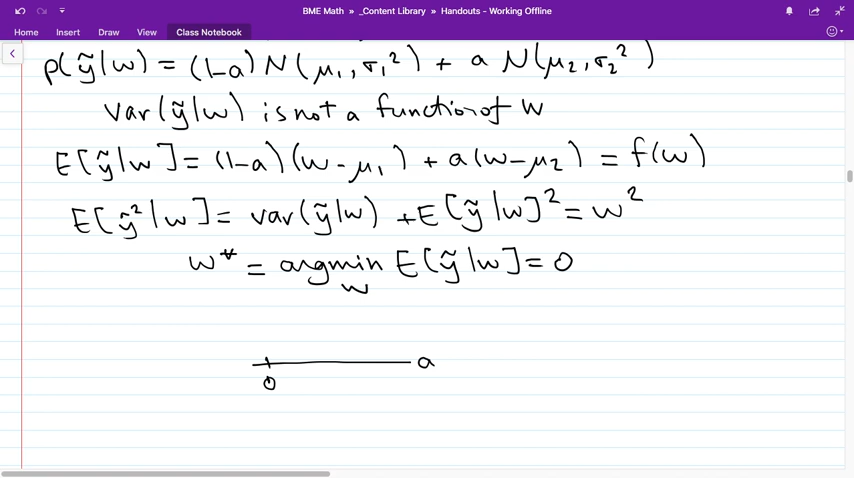 BME Math » _Content Library » Handouts - Working Offline
Home Insert Draw View Class Notebook
p(ỹ|w) = (1-a) N(μ₁, σ₁²) + a N(μ₂, σ₂²)
var(ỹ|w) is not a function of w
E[ỹ|w] = (1-a)(w-μ₁) + a(w-μ₂) = f(w)
E[ỹ²|w] = var(ỹ|w) + E[ỹ|w]² = w²
w* = argmin E[ỹ|w] = 0
w
a
0